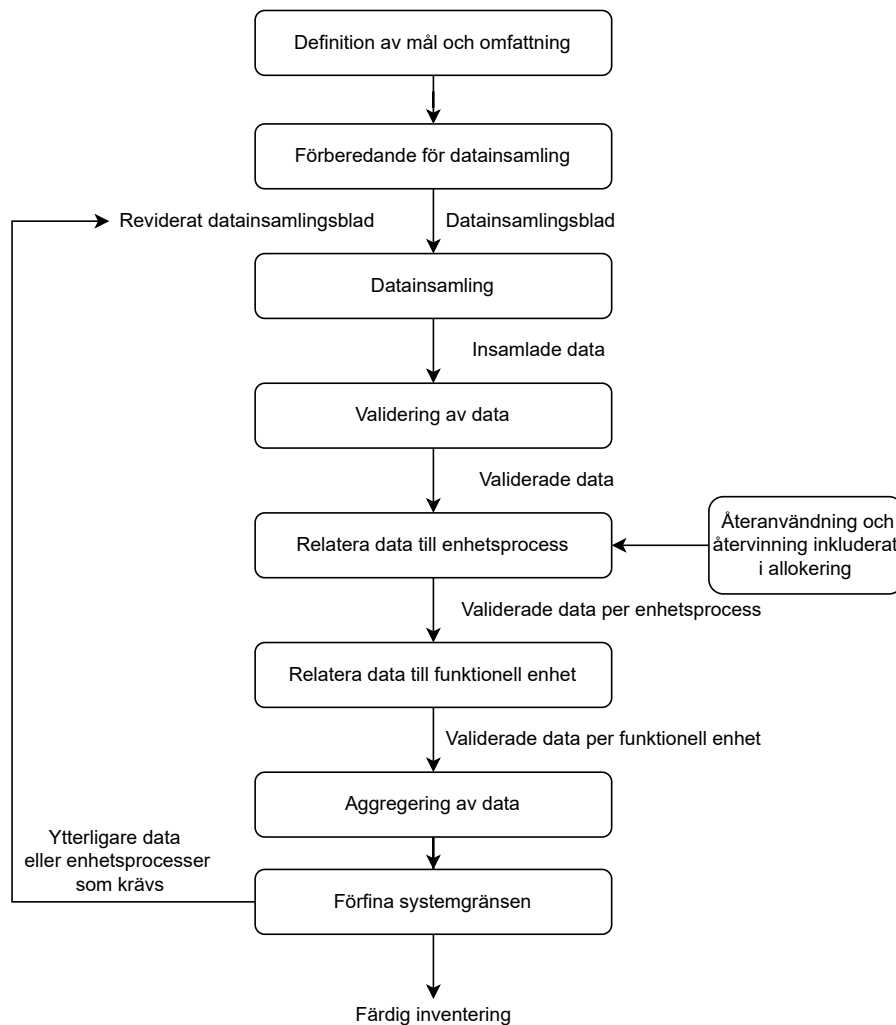 Definition av mål och omfattning
Förberedande för datainsamling
Reviderat datainsamlingsblad
Datainsamlingsblad
Datainsamling
Insamlade data
Validering av data
Validerade data
Återanvändning och
återvinning inkluderat
i allokering
Relatera data till enhetsprocess
Validerade data per enhetsprocess
Relatera data till funktionell enhet
Validerade data per funktionell enhet
Aggregering av data
Ytterligare data
eller enhetsprocesser
som krävs
Förfina systemgränsen
Färdig inventering